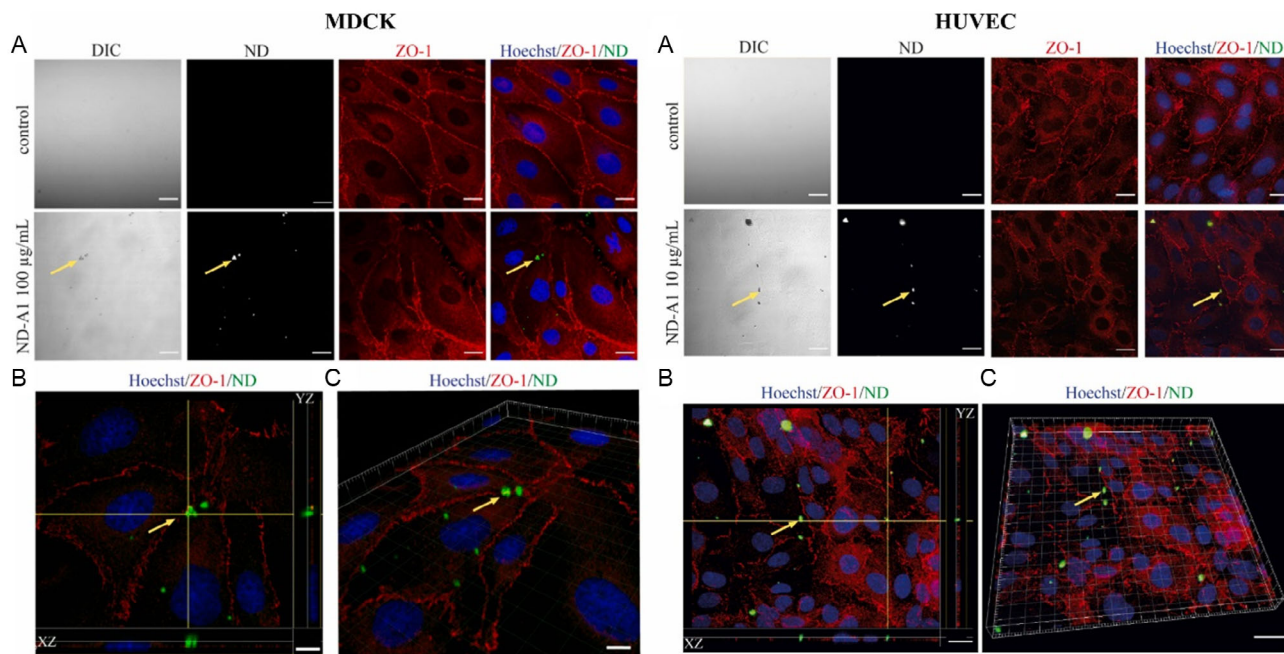 MDCK
A
DIC
ND
ZO-1
Hoechst/ZO-1/ND
control
ND-A1 100 µg/mL
B
Hoechst/ZO-1/ND
YZ
XZ
C
Hoechst/ZO-1/ND
HUVEC
A
DIC
ND
ZO-1
Hoechst/ZO-1/ND
control
ND-A1 10 µg/mL
B
Hoechst/ZO-1/ND
YZ
XZ
C
Hoechst/ZO-1/ND